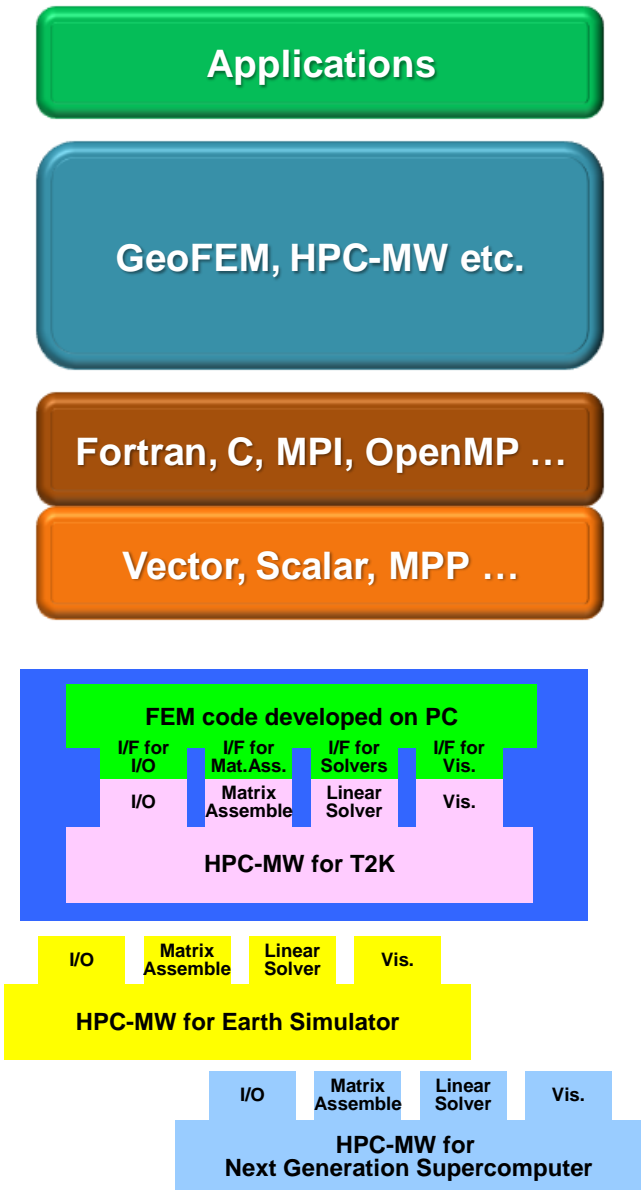 Applications
GeoFEM, HPC-MW etc.
Fortran, C, MPI, OpenMP …
Vector, Scalar, MPP …
FEM code developed on PC
I/F for I/F for I/F for I/F for
I/O Mat.Ass. Solvers Vis.
I/O Matrix Linear Vis.
Assemble Solver
HPC-MW for T2K
I/O Matrix Linear Vis.
Assemble Solver
HPC-MW for Earth Simulator
I/O Matrix Linear Vis.
Assemble Solver
HPC-MW for
Next Generation Supercomputer